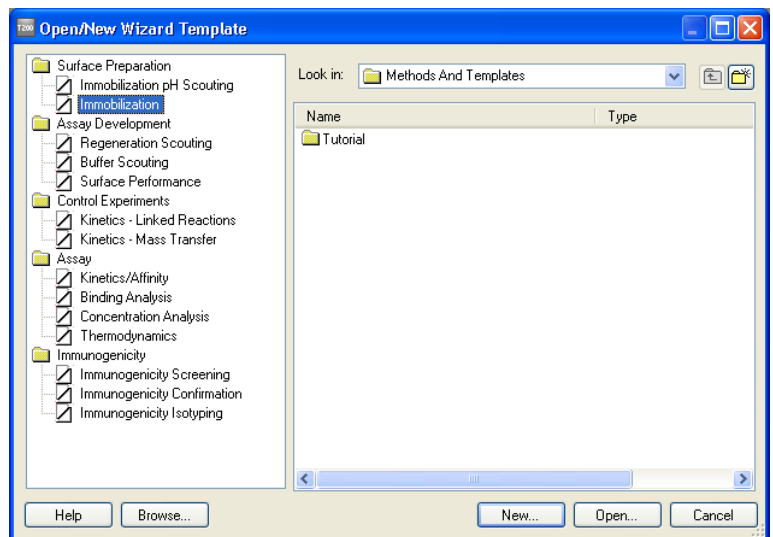 T200 Open/New Wizard Template
Surface Preparation
Immobilization pH Scouting
Immobilization
Assay Development
Regeneration Scouting
Buffer Scouting
Surface Performance
Control Experiments
Kinetics - Linked Reactions
Kinetics - Mass Transfer
Assay
Kinetics/Affinity
Binding Analysis
Concentration Analysis
Thermodynamics
Immunogenicity
Immunogenicity Screening
Immunogenicity Confirmation
Immunogenicity Isotyping
Look in: Methods And Templates
Name Type
Tutorial
Help Browse... New... Open... Cancel